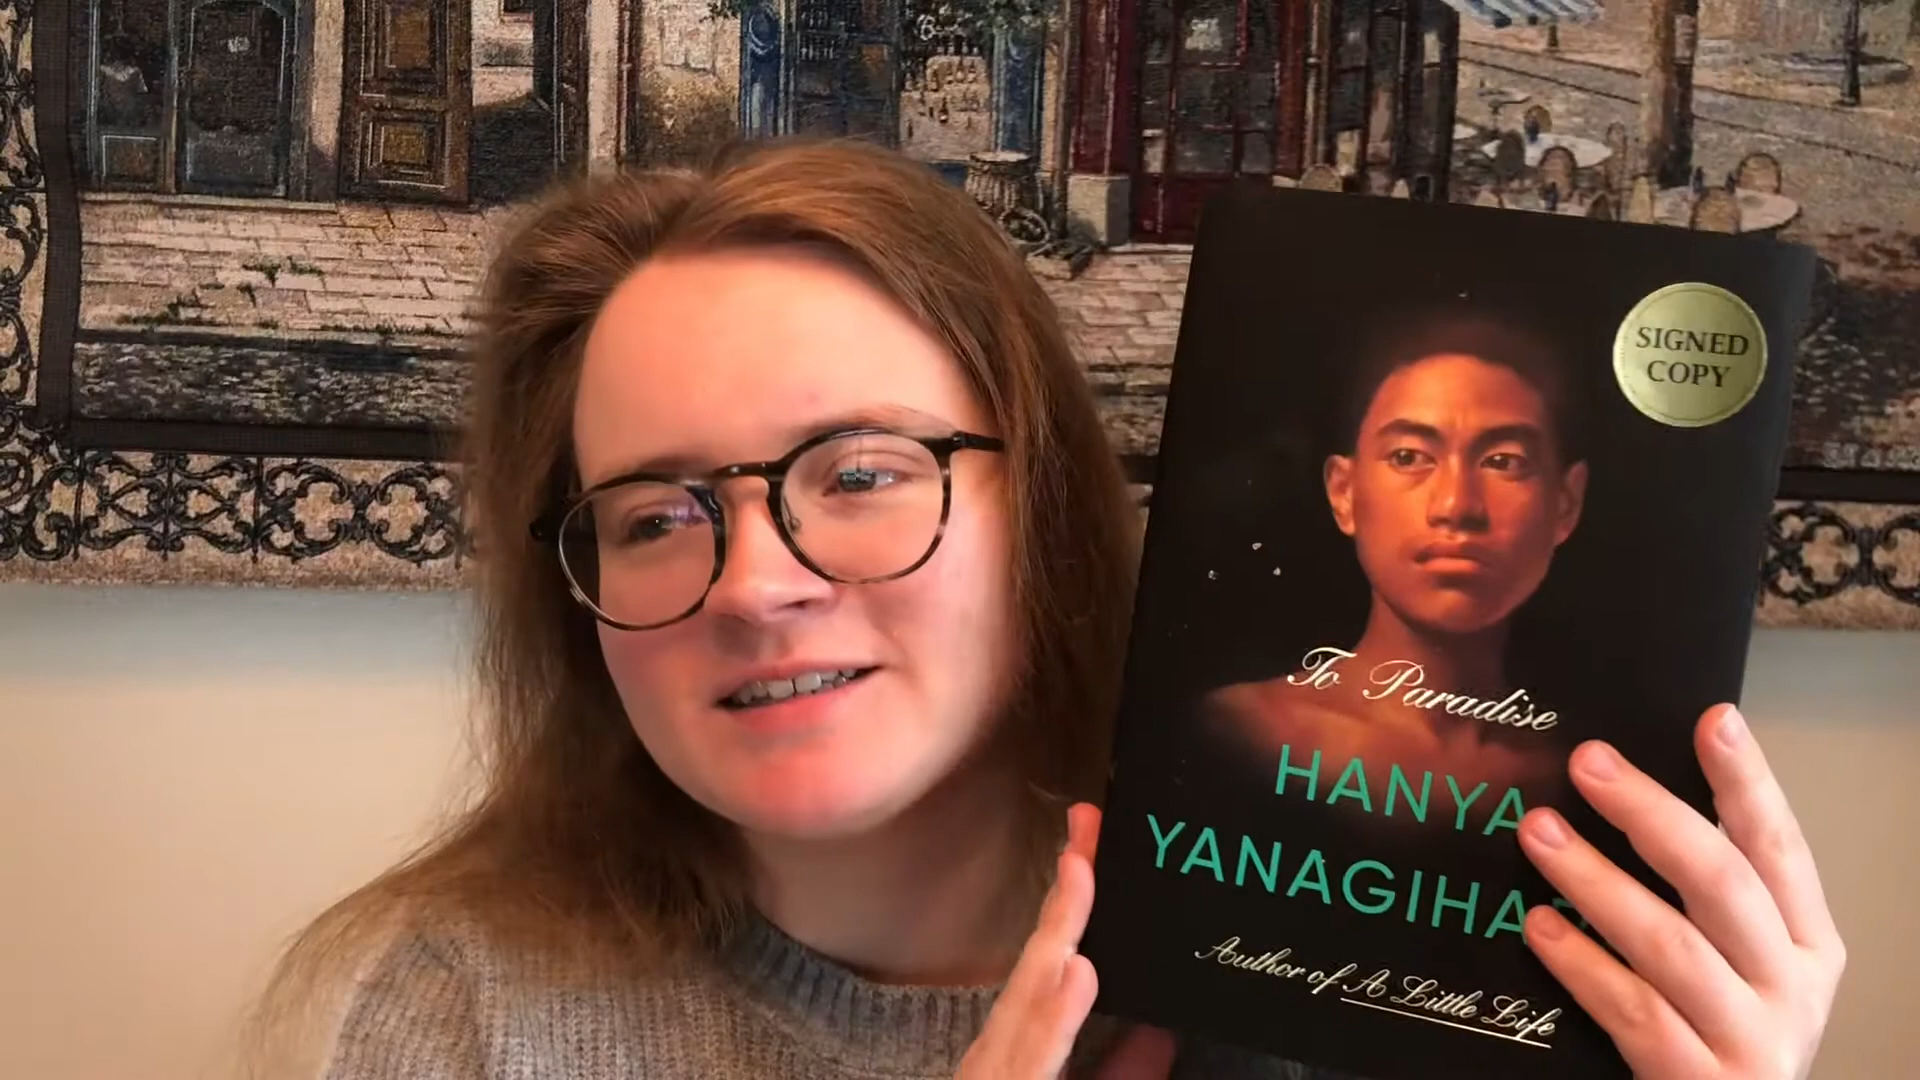 SIGNED
COPY
To Paradise
HANYA
YANAGIHA
Author of A Little Life